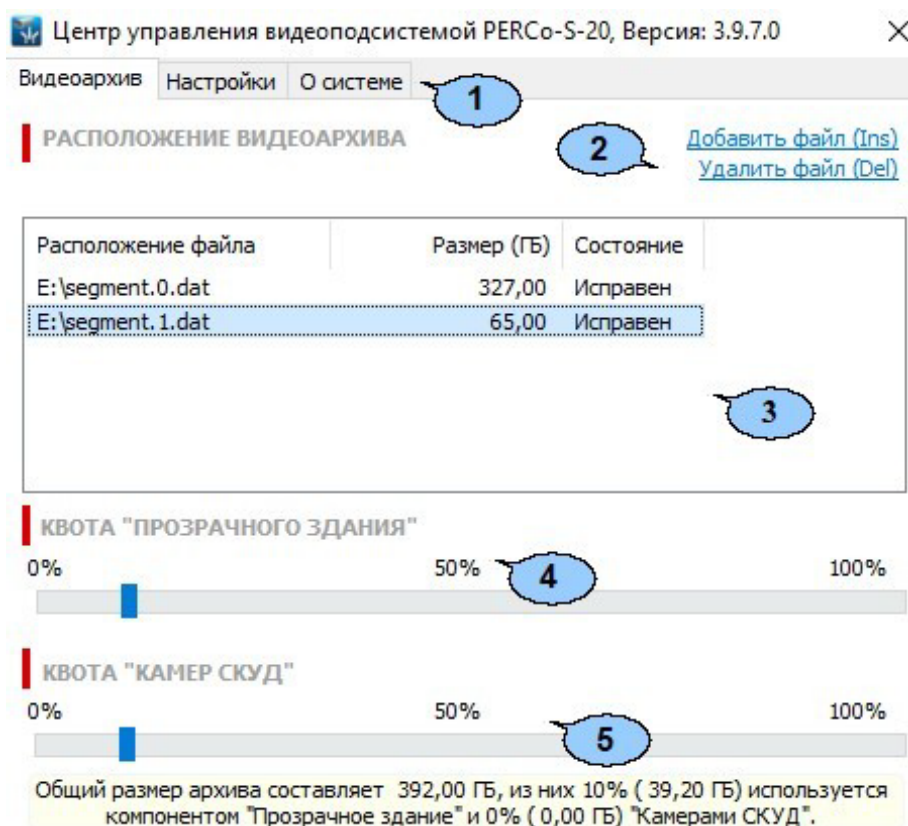 Центр управления видеоподсистемой PERCo-S-20, Версия: 3.9.7.0
Видеоархив Настройки О системе
1
РАСПОЛОЖЕНИЕ ВИДЕОАРХИВА
2
Добавить файл (Ins)
Удалить файл (Del)
Расположение файла Размер (ГБ) Состояние
E:\segment.0.dat 327,00 Исправен
E:\segment.1.dat 65,00 Исправен
3
КВОТА "ПРОЗРАЧНОГО ЗДАНИЯ"
0% 50% 100%
4
КВОТА "КАМЕР СКУД"
0% 50% 100%
5
Общий размер архива составляет 392,00 ГБ, из них 10% ( 39,20 ГБ) используется
компонентом "Прозрачное здание" и 0% ( 0,00 ГБ) "Камерами СКУД".